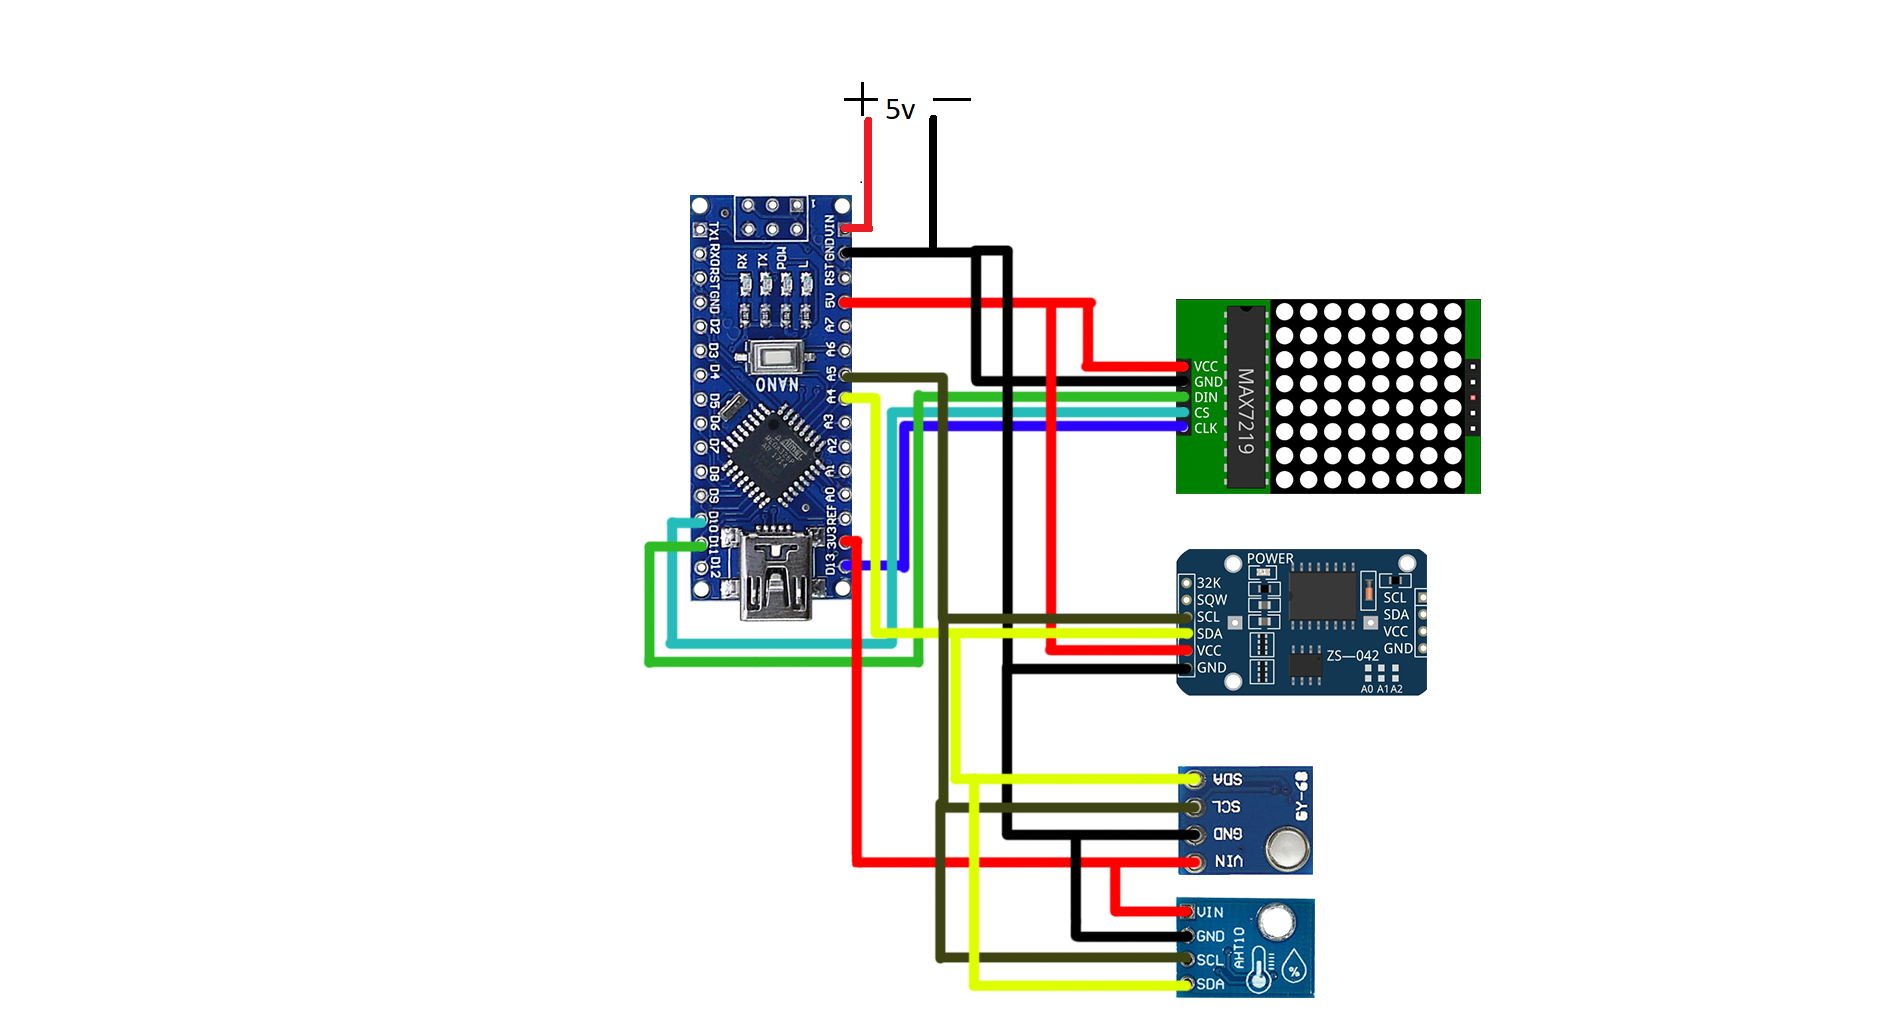 5v
1
TX1
RX0
RST
GND
D2
D3
D4
D5
D6
D7
D8
D9
D10
D11
D12
RX
TX
POW
L
NANO
VIN
GND
RST
5V
A7
A6
A5
A4
A3
A2
A1
A0
REF
3V3
D13
VCC
GND
DIN
CS
CLK
MAX7219
POWER
32K
SQW
SCL
SDA
VCC
GND
SCL
SDA
VCC
GND
ZS—042
A0 A1 A2
SDA
SCL
GND
VIN
GY-68
VIN
GND
SCL
SDA
AHT10
%